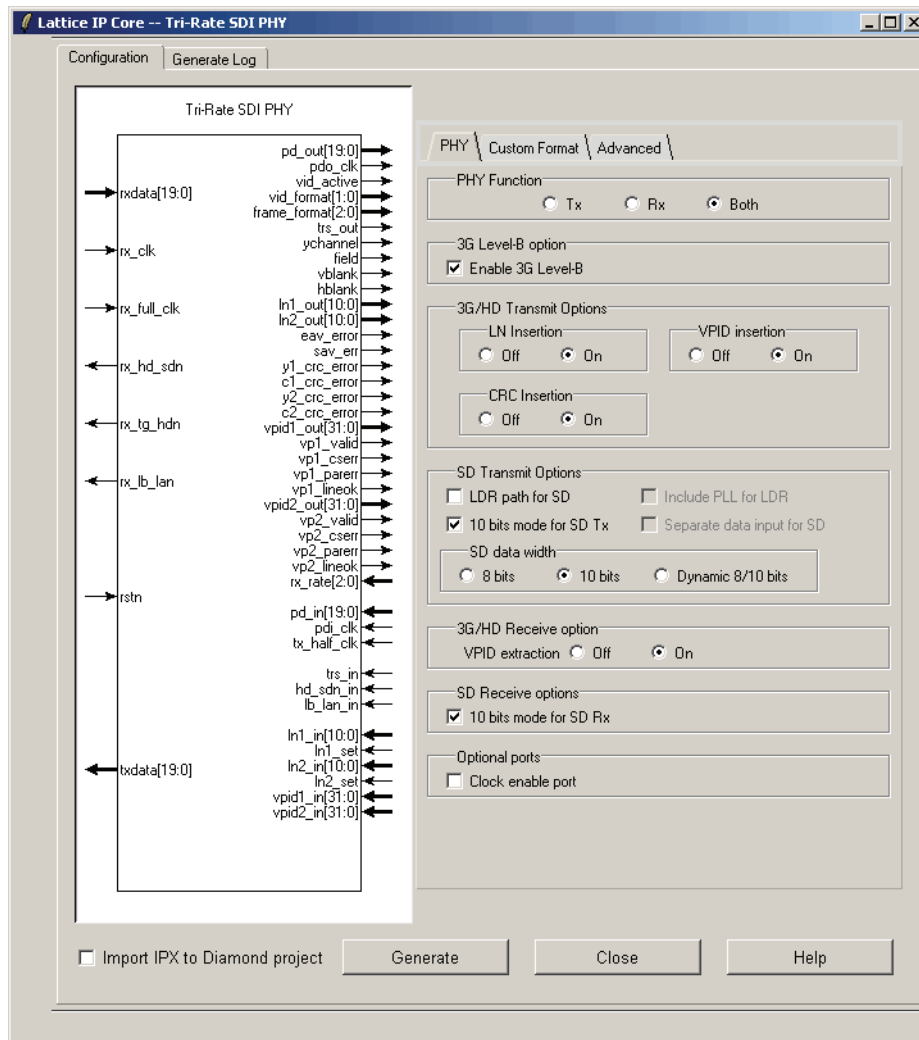 Lattice IP Core -- Tri-Rate SDI PHY
Configuration
Generate Log
Tri-Rate SDI PHY
rxdata[19:0]
rx_clk
rx_full_clk
rx_hd_sdn
rx_tg_hdn
rx_lb_lan
rstn
txdata[19:0]
pd_out[19:0]
pdo_clk
vid_active
vid_format[1:0]
frame_format[2:0]
trs_out
ychannel
field
vblank
hblank
ln1_out[10:0]
ln2_out[10:0]
eav_error
sav_err
y1_crc_error
c1_crc_error
y2_crc_error
c2_crc_error
vpid1_out[31:0]
vp1_valid
vp1_cserr
vp1_parerr
vp1_lineok
vpid2_out[31:0]
vp2_valid
vp2_cserr
vp2_parerr
vp2_lineok
rx_rate[2:0]
pd_in[19:0]
pdi_clk
tx_half_clk
trs_in
hd_sdn_in
lb_lan_in
ln1_in[10:0]
ln1_set
ln2_in[10:0]
ln2_set
vpid1_in[31:0]
vpid2_in[31:0]
PHY Custom Format Advanced
PHY Function
Tx Rx Both
3G Level-B option
Enable 3G Level-B
3G/HD Transmit Options
LN Insertion
Off On
VPID insertion
Off On
CRC Insertion
Off On
SD Transmit Options
LDR path for SD Include PLL for LDR
10 bits mode for SD Tx Separate data input for SD
SD data width
8 bits 10 bits Dynamic 8/10 bits
3G/HD Receive option
VPID extraction Off On
SD Receive options
10 bits mode for SD Rx
Optional ports
Clock enable port
Import IPX to Diamond project Generate Close Help